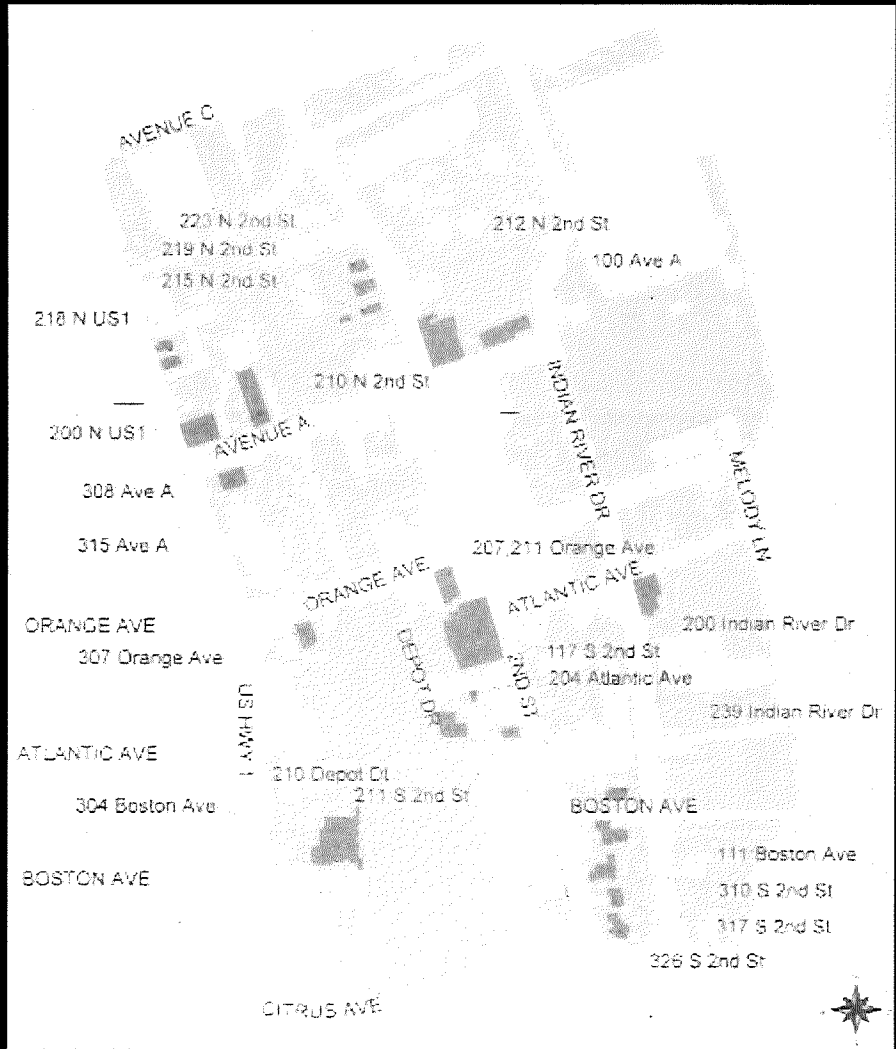 AVENUE C
223 N 2nd St
212 N 2nd St
219 N 2nd St
100 Ave A
215 N 2nd St
218 N US1
210 N 2nd St
INDIAN RIVER DR
200 N US1
AVENUE A
MELODY LN
308 Ave A
315 Ave A
207,211 Orange Ave
ORANGE AVE
ATLANTIC AVE
ORANGE AVE
200 Indian River Dr
307 Orange Ave
DEPOT DR
2ND ST
117 S 2nd St
204 Atlantic Ave
US HWY 1
239 Indian River Dr
ATLANTIC AVE
210 Depot Dt
211 S 2nd St
304 Boston Ave
BOSTON AVE
111 Boston Ave
BOSTON AVE
310 S 2nd St
317 S 2nd St
326 S 2nd St
CITRUS AVE